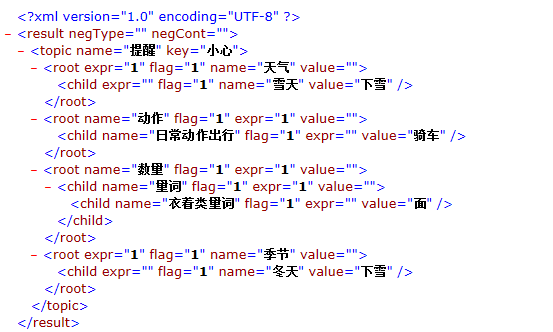 <?xml version="1.0" encoding="UTF-8" ?>
- <result negType="" negCont="">
- <topic name="提醒" key="小心">
- <root expr="1" flag="1" name="天气" value="">
<child expr="" flag="1" name="雪天" value="下雪" />
</root>
- <root name="动作" flag="1" expr="1" value="">
<child name="日常动作出行" flag="1" expr="" value="骑车" />
</root>
- <root name="数量" flag="1" expr="1" value="">
- <child name="量词" flag="1" expr="1" value="">
<child name="衣着类量词" flag="1" expr="" value="面" />
</child>
</root>
- <root expr="1" flag="1" name="季节" value="">
<child expr="" flag="1" name="冬天" value="下雪" />
</root>
</topic>
</result>